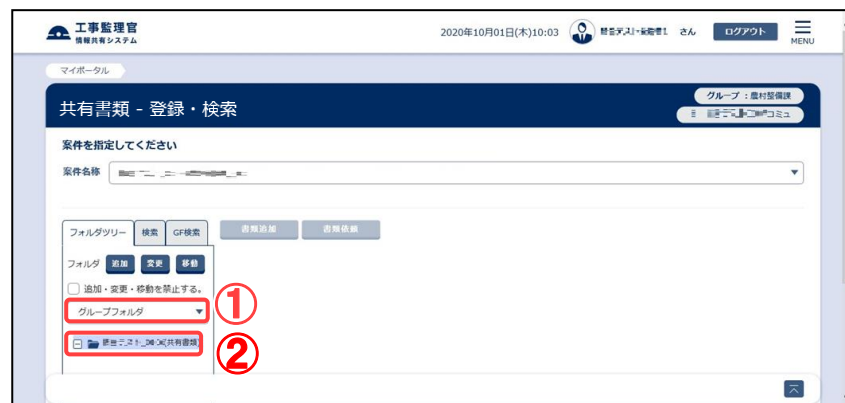 工事監理官
情報共有システム
2020年10月01日(木)10:03
さん
ログアウト
MENU
マイポータル
共有書類 - 登録・検索
グループ：農村整備課
コミュ
案件を指定してください
案件名称
フォルダツリー 検索 GF検索 書類追加 書類依頼
フォルダ 追加 変更 移動
追加・変更・移動を禁止する。
グループフォルダ ①
(共有書類) ②